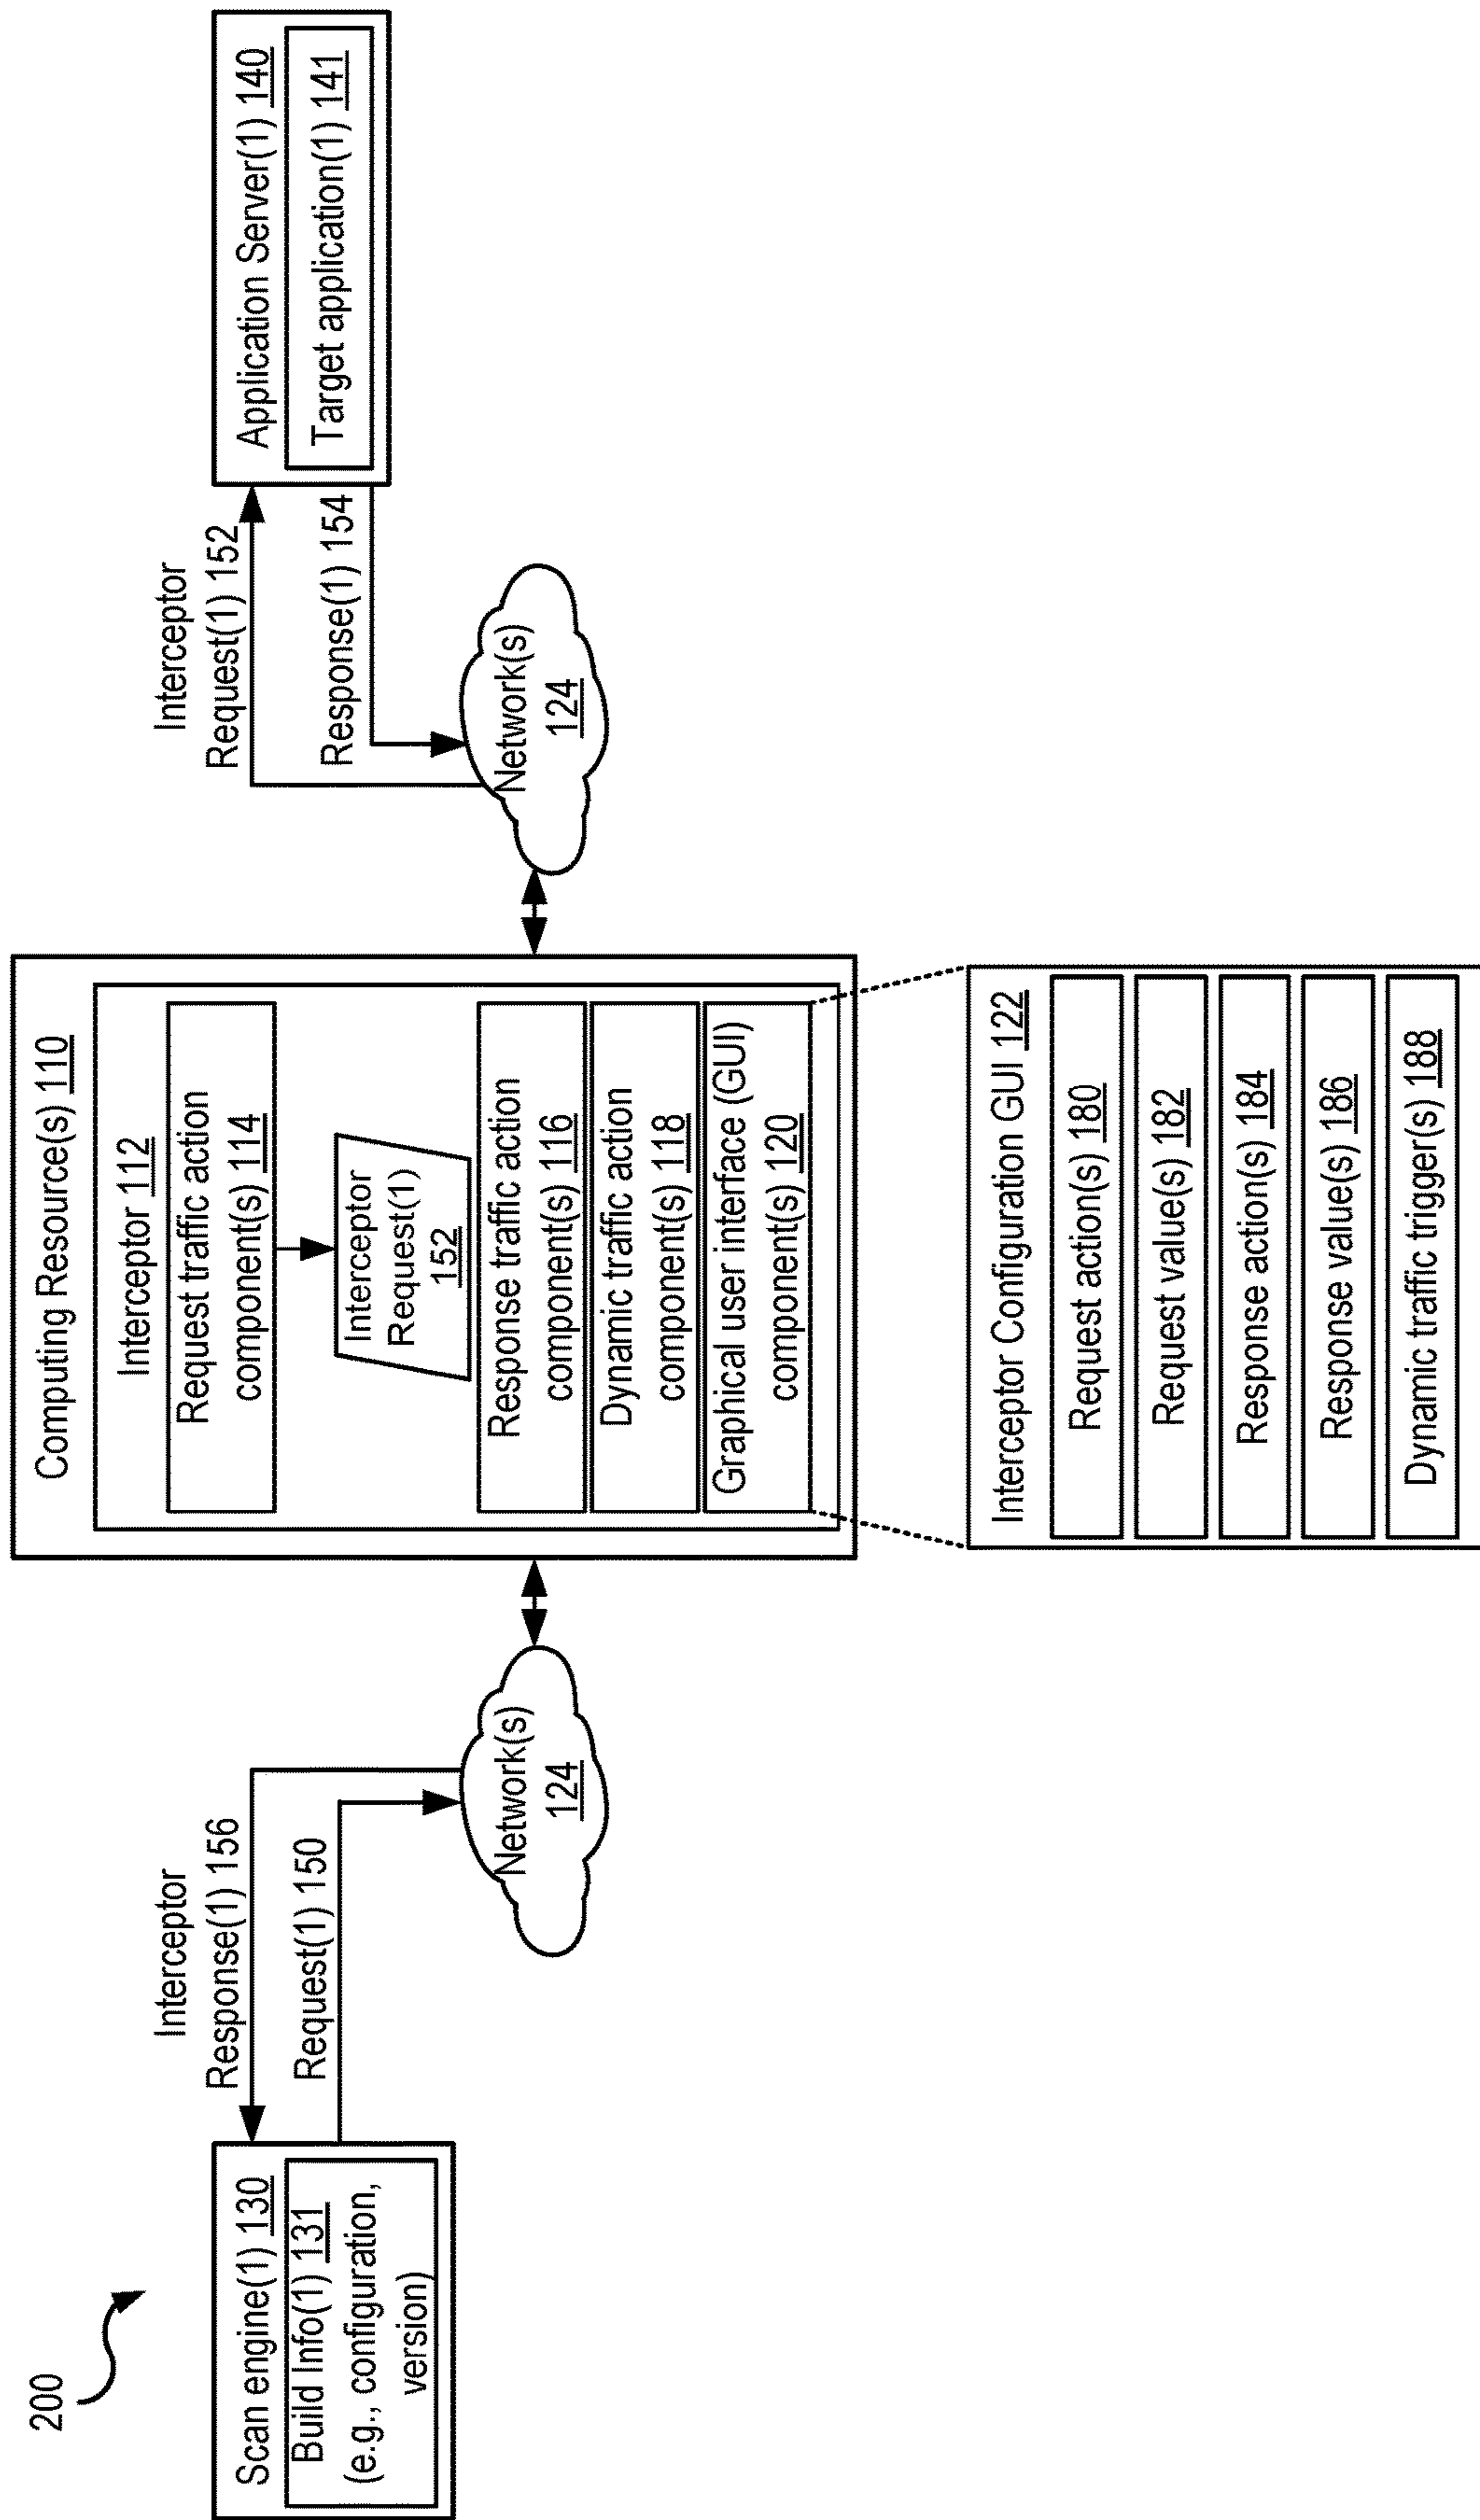 200
Scan engine(1) 130
Build Info(1) 131
(e.g., configuration,
version)
Interceptor
Response(1) 156
Request(1) 150
Network(s)
124
Computing Resource(s) 110
Interceptor 112
Request traffic action
component(s) 114
Interceptor
Request(1)
152
Response traffic action
component(s) 116
Dynamic traffic action
component(s) 118
Graphical user interface (GUI)
component(s) 120
Interceptor Configuration GUI 122
Request action(s) 180
Request value(s) 182
Response action(s) 184
Response value(s) 186
Dynamic traffic trigger(s) 188
Network(s)
124
Interceptor
Request(1) 152
Response(1) 154
Application Server(1) 140
Target application(1) 141